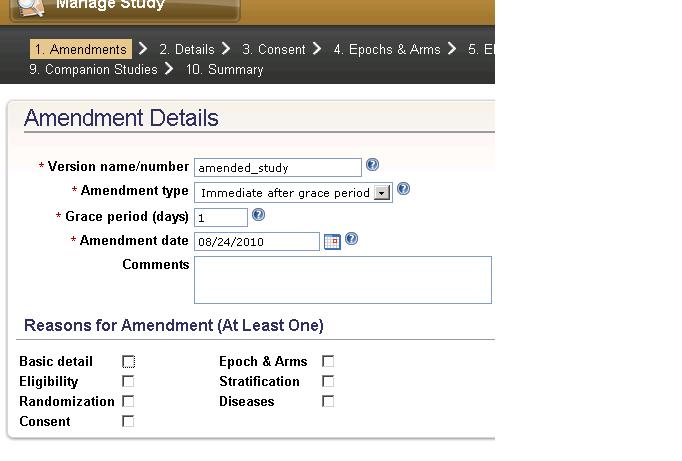 Manage Study
1. Amendments > 2. Details > 3. Consent > 4. Epochs & Arms > 5. El
9. Companion Studies > 10. Summary
Amendment Details
* Version name/number amended_study ?
* Amendment type Immediate after grace period ?
* Grace period (days) 1 ?
* Amendment date 08/24/2010 ?
Comments
Reasons for Amendment (At Least One)
Basic detail Epoch & Arms
Eligibility Stratification
Randomization Diseases
Consent